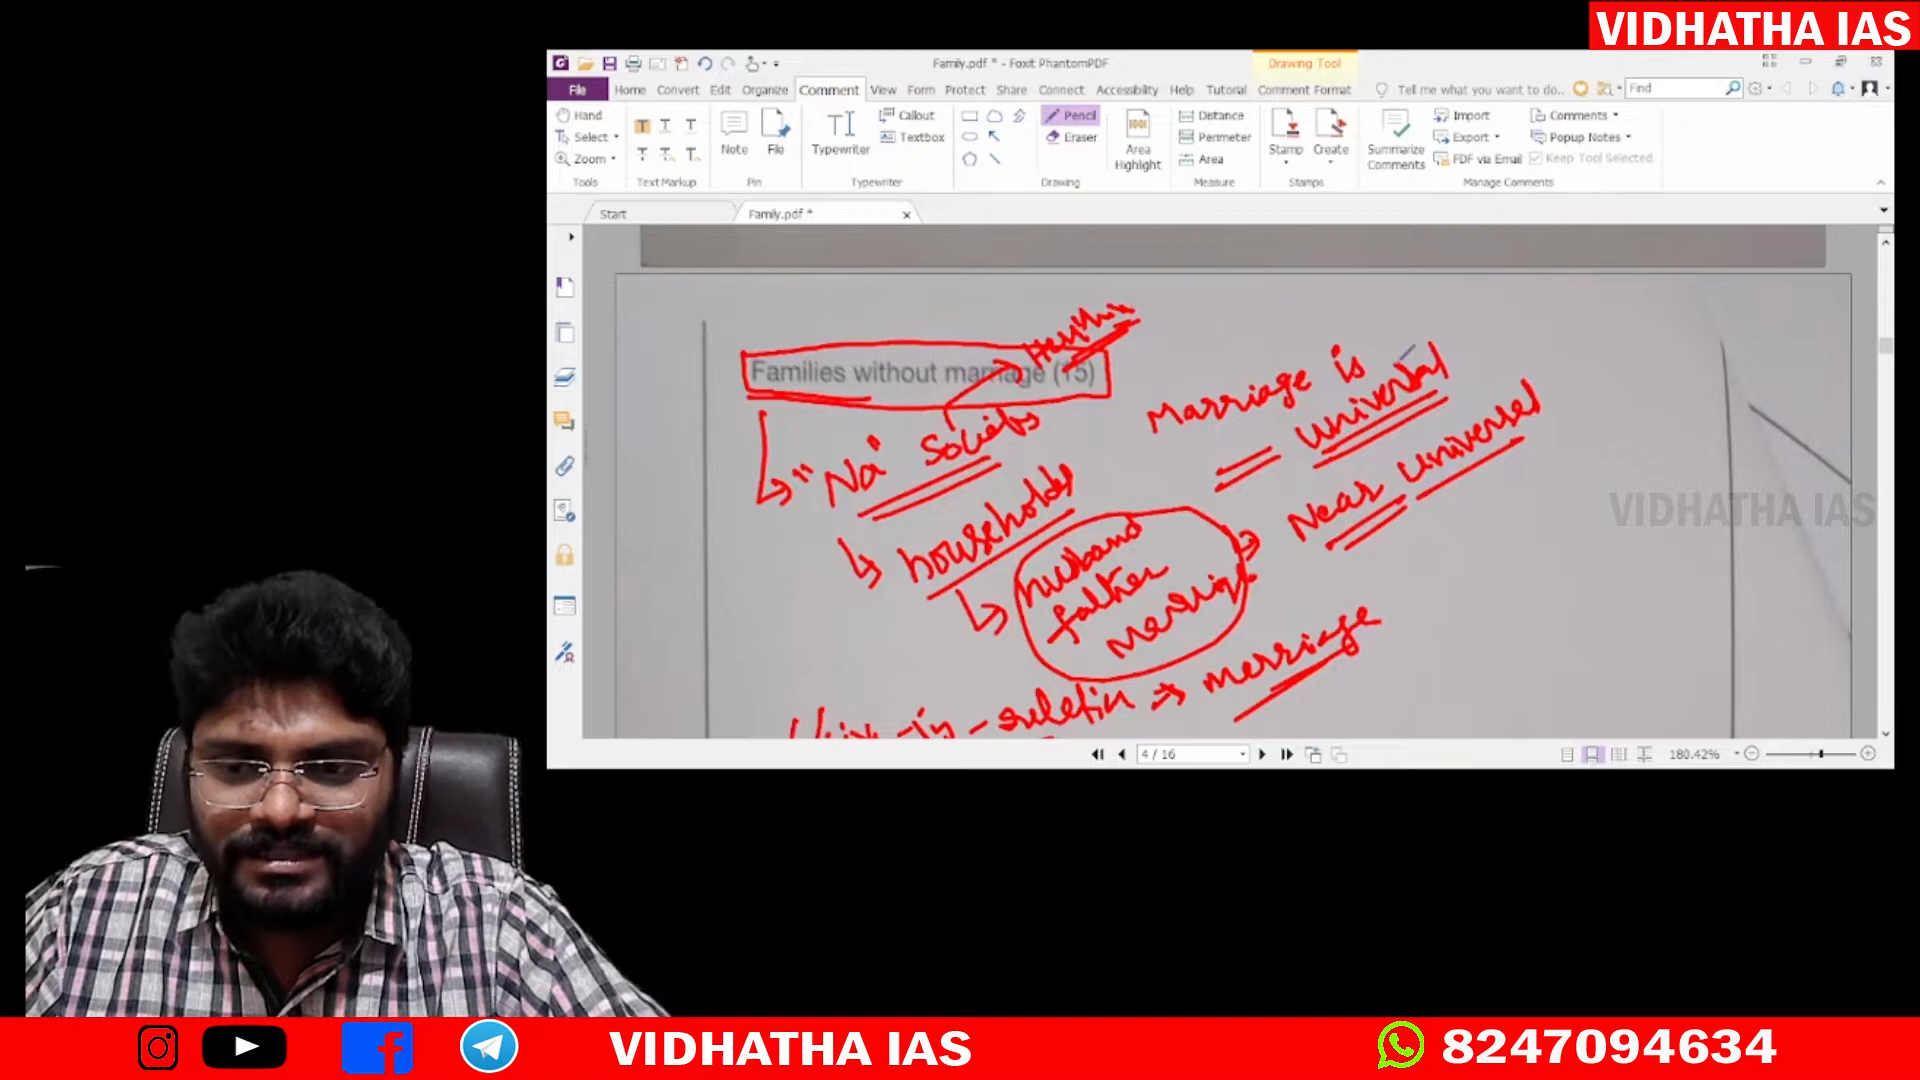 VIDHATHA IAS
Family.pdf * - Foxit PhantomPDF
Drawing Tool
File Home Convert Edit Organize Comment View Form Protect Share Connect Accessibility Help Tutorial Comment Format Tell me what you want to do.. Find
Hand
Select
Zoom
Tools
Text Markup
Note
File
Pin
Typewriter
Callout
Textbox
Typewriter
Pencil
Eraser
Area Highlight
Drawing
Distance
Perimeter
Area
Measure
Stamp
Create
Stamps
Summarize Comments
Import
Export
FDF via Email
Comments
Popup Notes
Keep Tool Selected
Manage Comments
Start
Family.pdf *
Families without marriage (15)
"Na"
households
husband
father
Marriage is
universal
Near universal
marriage
VIDHATHA IAS
4 / 16
180.42%
VIDHATHA IAS
8247094634